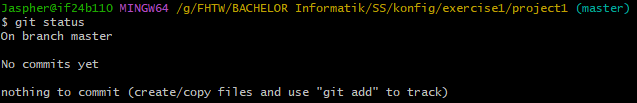 Jaspher@if24b110 MINGW64 /g/FHTW/BACHELOR Informatik/SS/konfig/exercise1/project1 (master)
$ git status
On branch master
No commits yet
nothing to commit (create/copy files and use "git add" to track)